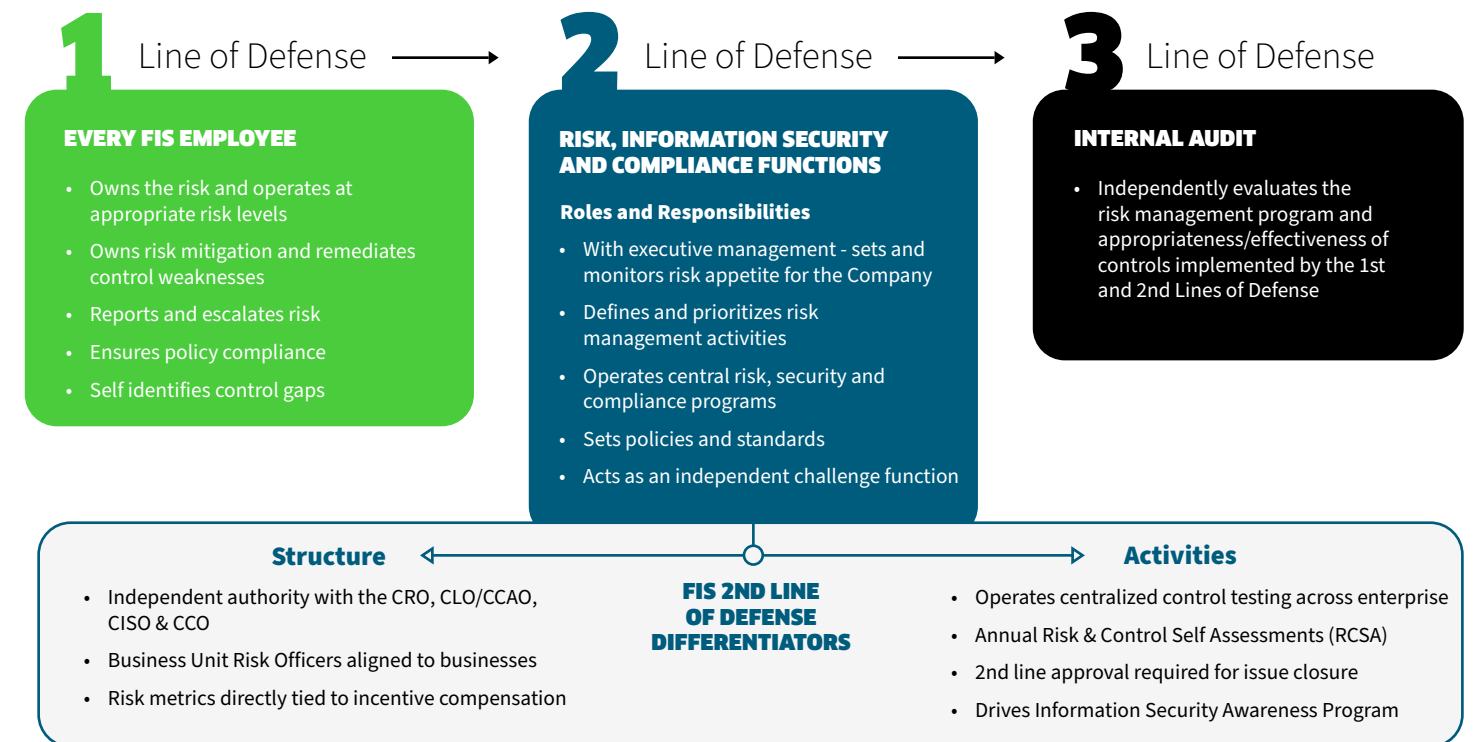 1 Line of Defense
EVERY FIS EMPLOYEE
• Owns the risk and operates at
appropriate risk levels
• Owns risk mitigation and remediates
control weaknesses
• Reports and escalates risk
• Ensures policy compliance
• Self identifies control gaps
2 Line of Defense
RISK, INFORMATION SECURITY
AND COMPLIANCE FUNCTIONS
Roles and Responsibilities
• With executive management - sets and
monitors risk appetite for the Company
• Defines and prioritizes risk
management activities
• Operates central risk, security and
compliance programs
• Sets policies and standards
• Acts as an independent challenge function
3 Line of Defense
INTERNAL AUDIT
• Independently evaluates the
risk management program and
appropriateness/effectiveness of
controls implemented by the 1st
and 2nd Lines of Defense
FIS 2ND LINE
OF DEFENSE
DIFFERENTIATORS
Structure
• Independent authority with the CRO, CLO/CCAO,
CISO & CCO
• Business Unit Risk Officers aligned to businesses
• Risk metrics directly tied to incentive compensation
Activities
• Operates centralized control testing across enterprise
• Annual Risk & Control Self Assessments (RCSA)
• 2nd line approval required for issue closure
• Drives Information Security Awareness Program